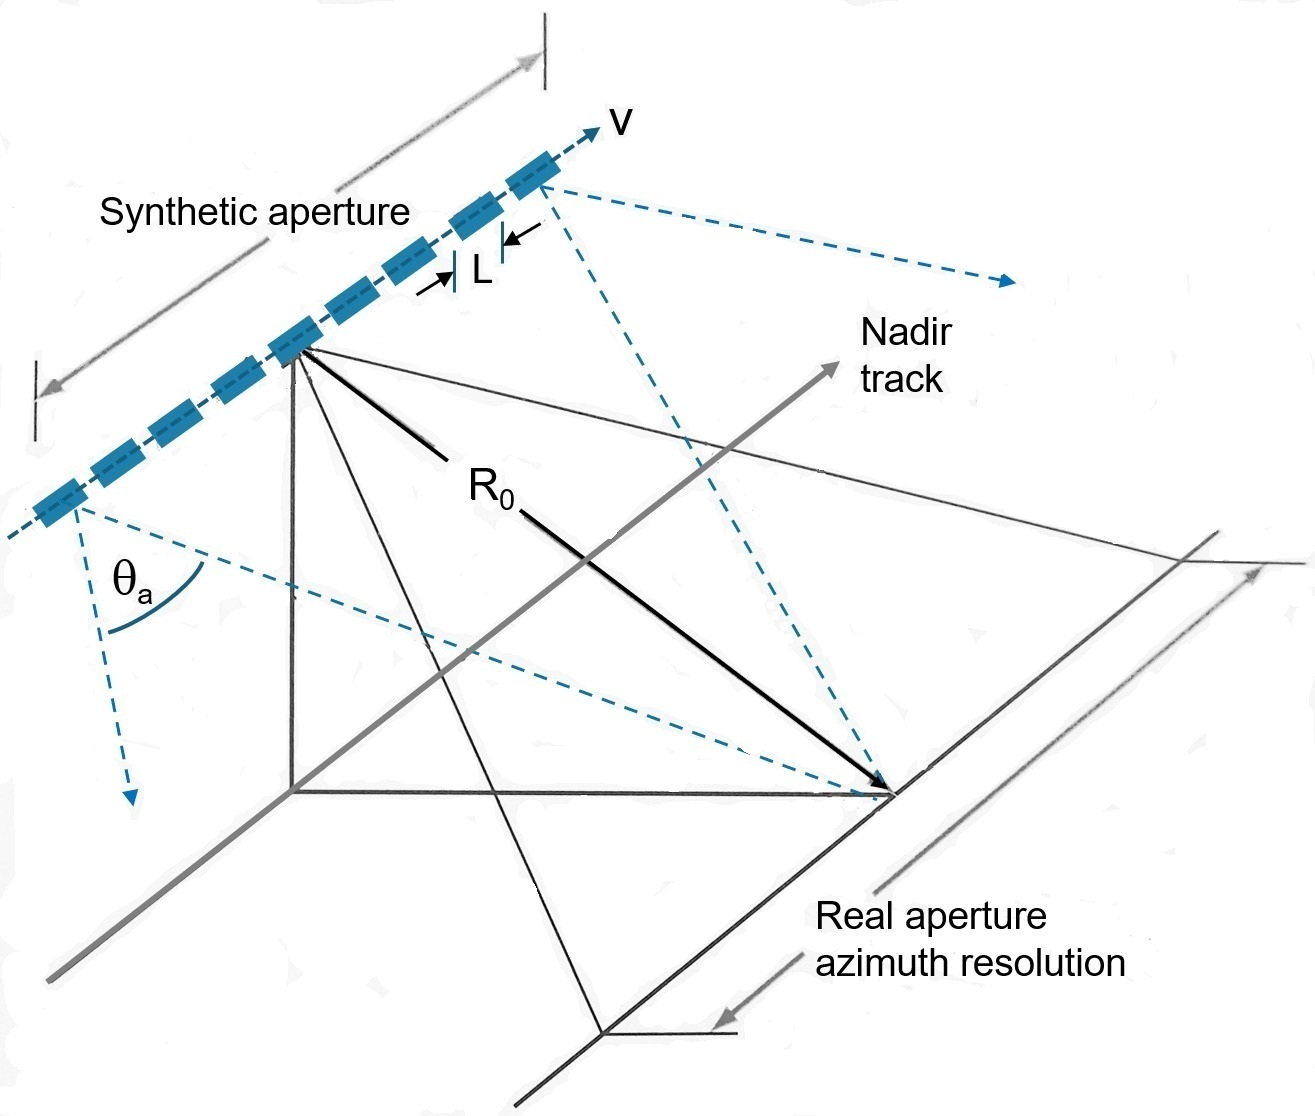 v
Synthetic aperture
L
Nadir
track
R₀
θₐ
Real aperture
azimuth resolution